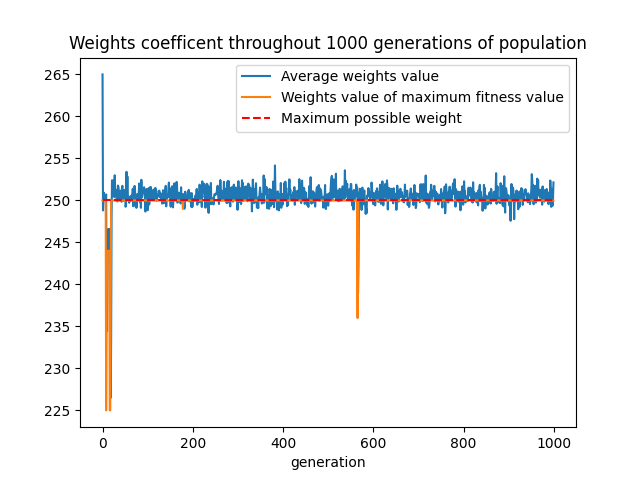 Weights coefficent throughout 1000 generations of population
265
260
255
250
245
240
235
230
225
Average weights value
Weights value of maximum fitness value
Maximum possible weight
0 200 400 600 800 1000
generation